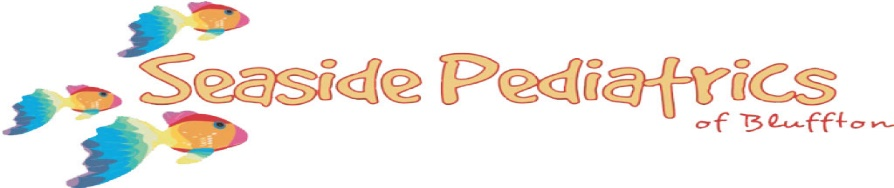 Seaside Pediatrics
of Bluffton